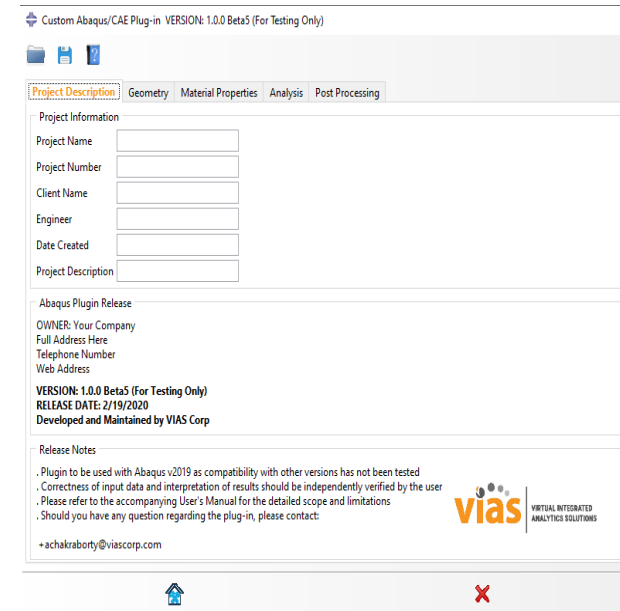 Custom Abaqus/CAE Plug-in VERSION: 1.0.0 Beta5 (For Testing Only)
?
Project Description Geometry Material Properties Analysis Post Processing
Project Information
Project Name
Project Number
Client Name
Engineer
Date Created
Project Description
Abaqus Plugin Release
OWNER: Your Company
Full Address Here
Telephone Number
Web Address
VERSION: 1.0.0 Beta5 (For Testing Only)
RELEASE DATE: 2/19/2020
Developed and Maintained by VIAS Corp
Release Notes
. Plugin to be used with Abaqus v2019 as compatibility with other versions has not been tested
. Correctness of input data and interpretation of results should be independently verified by the user
. Please refer to the accompanying User's Manual for the detailed scope and limitations
. Should you have any question regarding the plug-in, please contact:
+achakraborty@viascorp.com
vias
VIRTUAL INTEGRATED
ANALYTICS SOLUTIONS